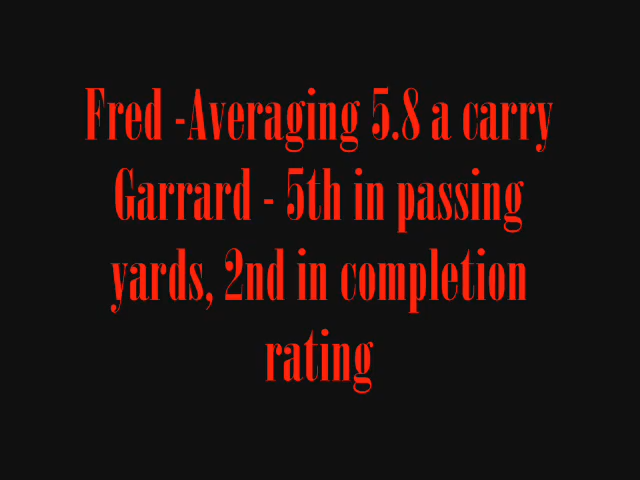 Fred -Averaging 5.8 a carry
Garrard - 5th in passing
yards, 2nd in completion
rating